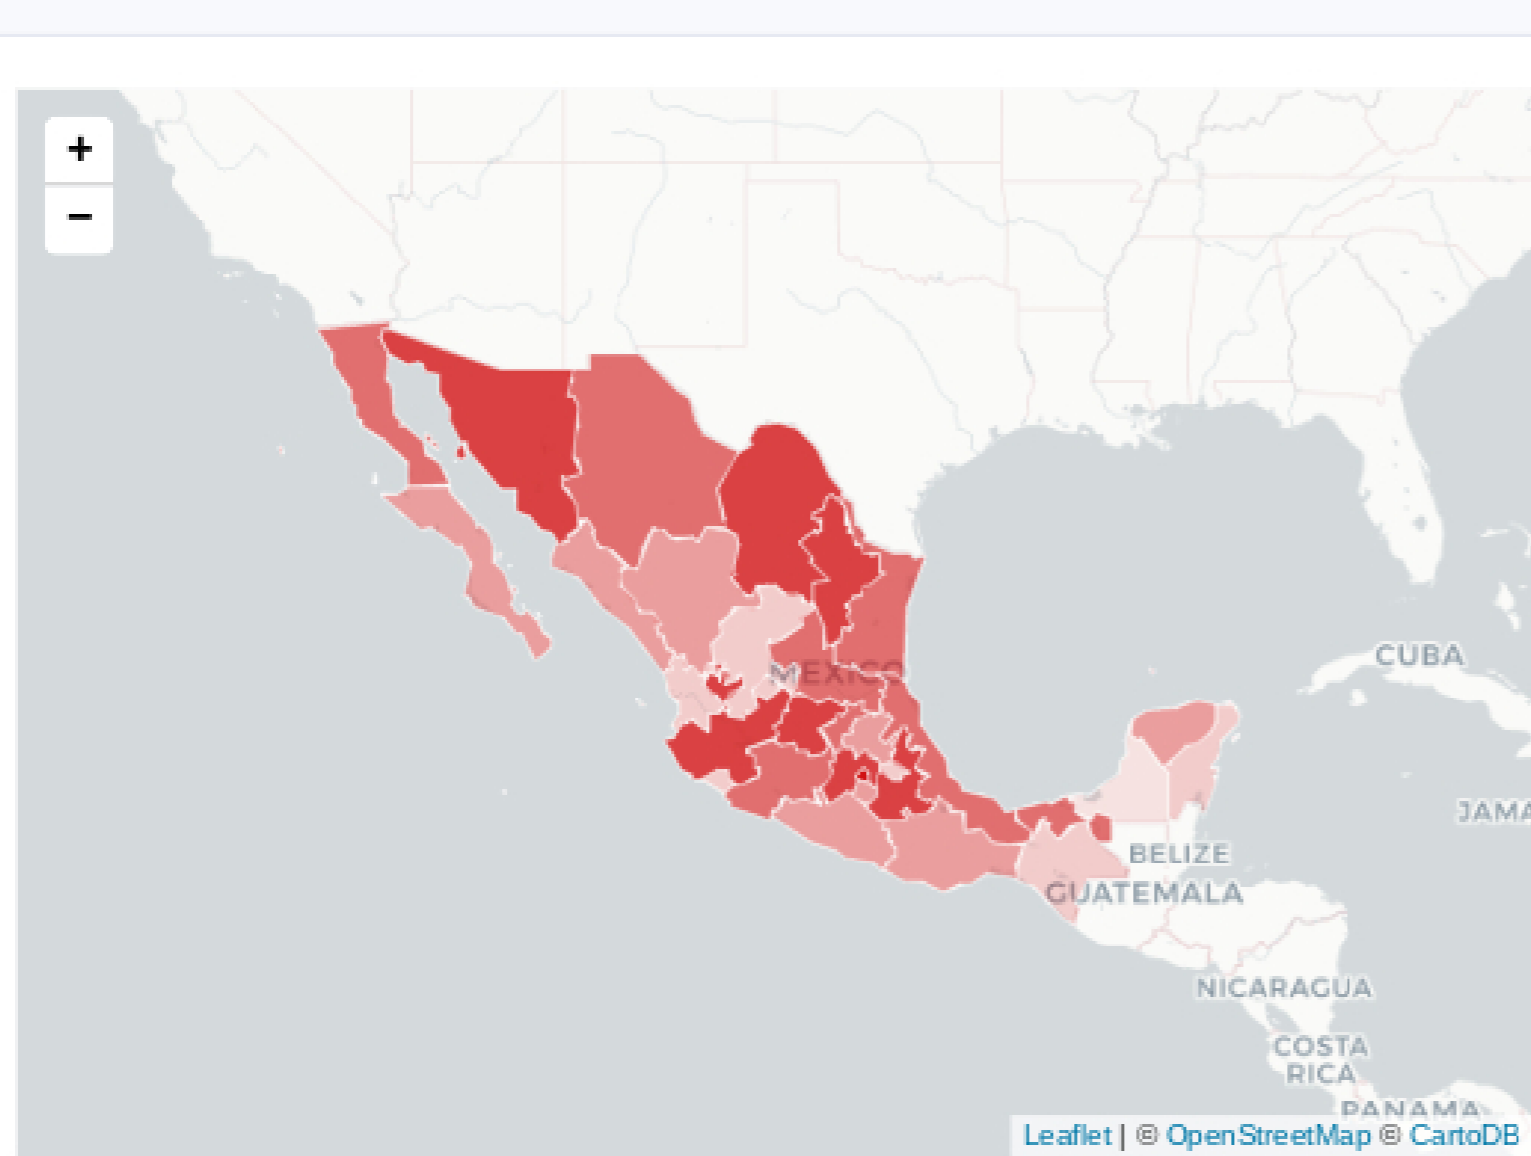 +
−
MEXICO
CUBA
JAMA
BELIZE
GUATEMALA
NICARAGUA
COSTA
RICA
PANAMA
Leaflet | © OpenStreetMap © CartoDB